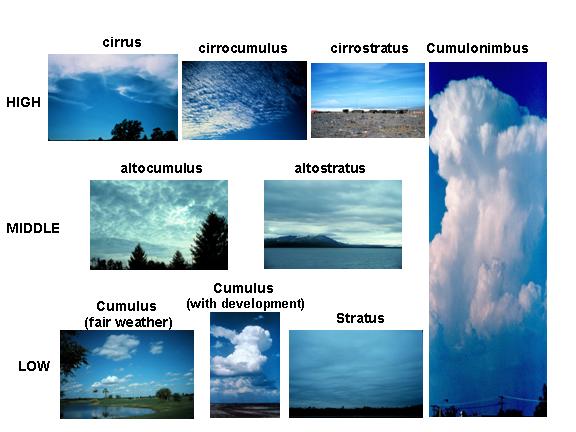 cirrus
cirrocumulus
cirrostratus
Cumulonimbus
HIGH
altocumulus
altostratus
MIDDLE
Cumulus
(fair weather)
Cumulus
(with development)
Stratus
LOW